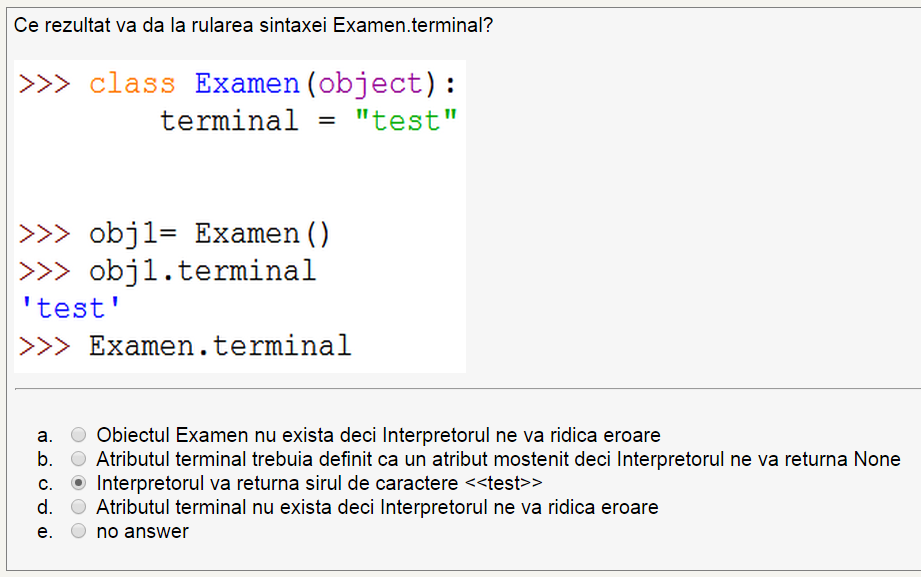 Ce rezultat va da la rularea sintaxei Examen.terminal?
>>> class Examen(object):
terminal = "test"
>>> obj1= Examen()
>>> obj1.terminal
'test'
>>> Examen.terminal
a. Obiectul Examen nu exista deci Interpretorul ne va ridica eroare
b. Atributul terminal trebuia definit ca un atribut mostenit deci Interpretorul ne va returna None
c. Interpretorul va returna sirul de caractere <<test>>
d. Atributul terminal nu exista deci Interpretorul ne va ridica eroare
e. no answer